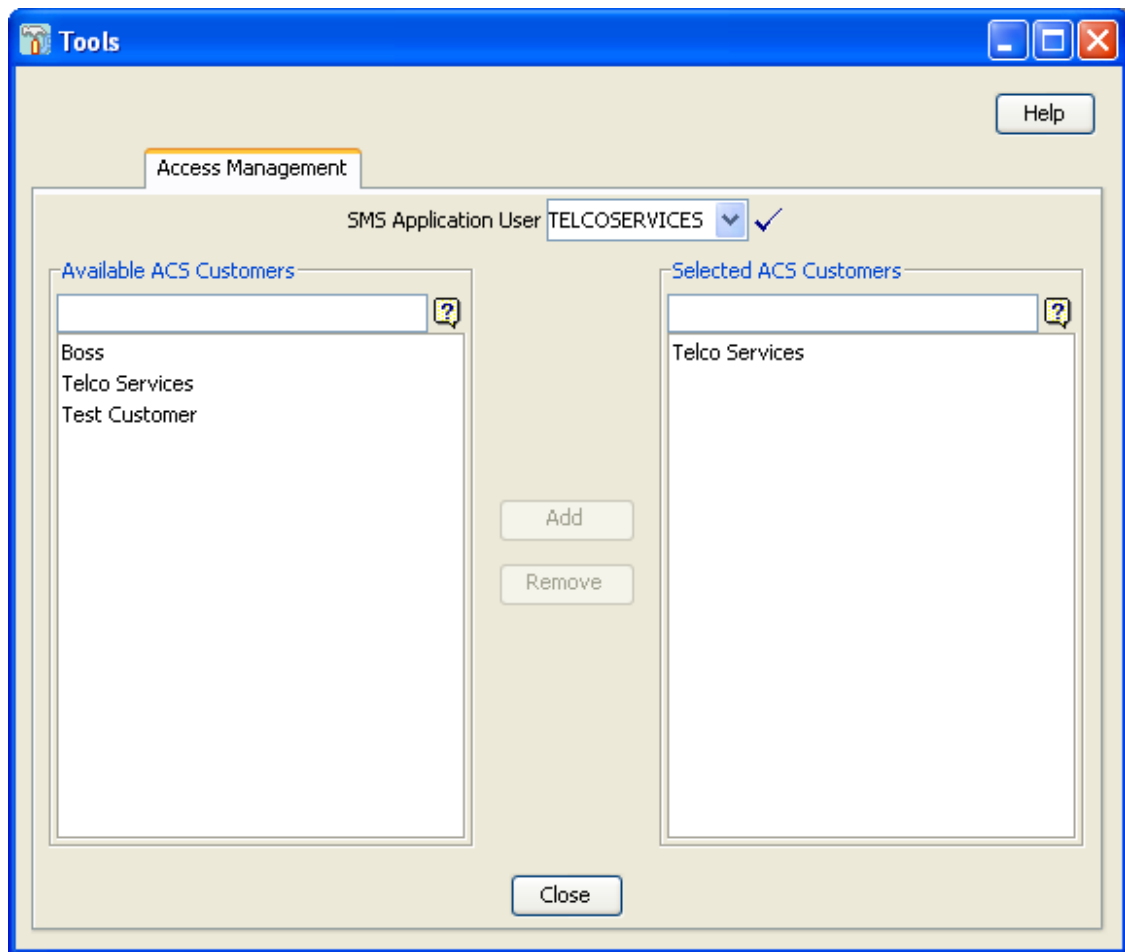 Tools
Help
Access Management
SMS Application User TELCOSERVICES
Available ACS Customers
Selected ACS Customers
?
?
Boss
Telco Services
Test Customer
Telco Services
Add
Remove
Close